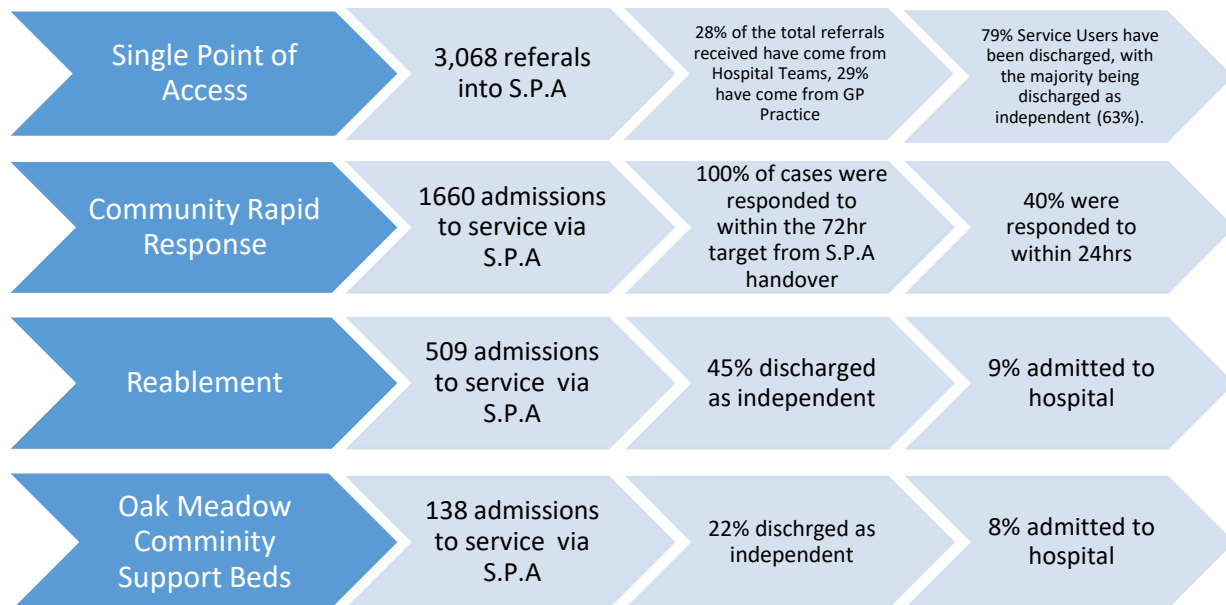 Single Point of
Access
3,068 referals
into S.P.A
28% of the total referrals
received have come from
Hospital Teams, 29%
have come from GP
Practice
79% Service Users have
been discharged, with
the majority being
discharged as
independent (63%).
Community Rapid
Response
1660 admissions
to service via
S.P.A
100% of cases were
responded to
within the 72hr
target from S.P.A
handover
40% were
responded to
within 24hrs
Reablement
509 admissions
to service via
S.P.A
45% discharged
as independent
9% admitted to
hospital
Oak Meadow
Comminity
Support Beds
138 admissions
to service via
S.P.A
22% dischrged as
independent
8% admitted to
hospital